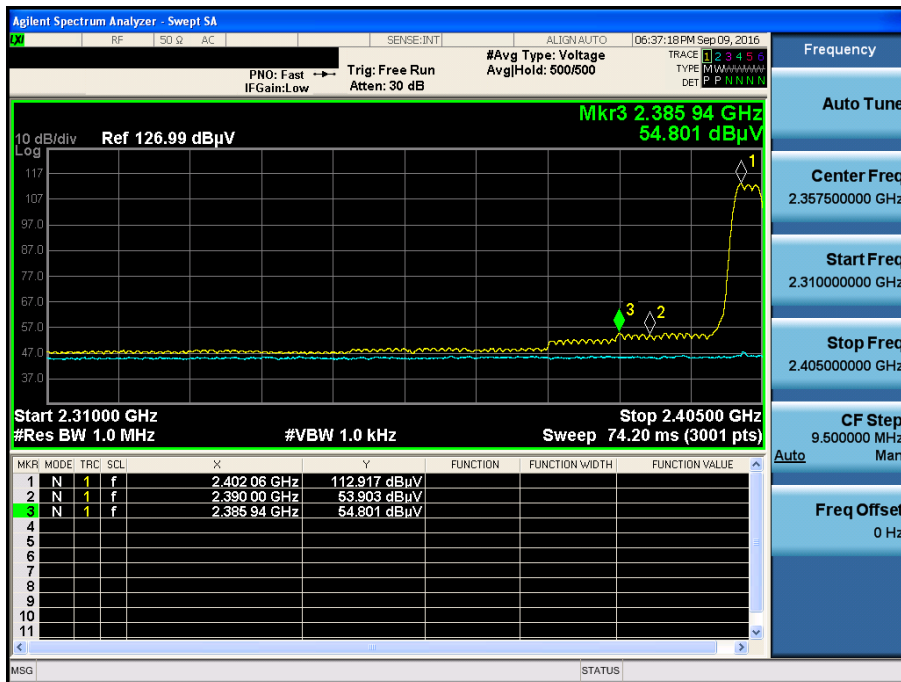 Agilent Spectrum Analyzer - Swept SA
LXI RF 50 Ω AC SENSE:INT ALIGN AUTO 06:37:18 PM Sep 09, 2016
PNO: Fast
IFGain:Low
Trig: Free Run
Atten: 30 dB
#Avg Type: Voltage
Avg|Hold: 500/500
TRACE 1 2 3 4 5 6
TYPE MWWWWW
DET P P N N N N
Mkr3 2.385 94 GHz
54.801 dBµV
10 dB/div Ref 126.99 dBµV
Log
117
107
97.0
87.0
77.0
67.0
57.0
47.0
37.0
1
3
2
Start 2.31000 GHz Stop 2.40500 GHz
#Res BW 1.0 MHz #VBW 1.0 kHz Sweep 74.20 ms (3001 pts)
MKR MODE TRC SCL X Y FUNCTION FUNCTION WIDTH FUNCTION VALUE
1 N 1 f 2.402 06 GHz 112.917 dBµV
2 N 1 f 2.390 00 GHz 53.903 dBµV
3 N 1 f 2.385 94 GHz 54.801 dBµV
4
5
6
7
8
9
10
11
MSG STATUS
Frequency
Auto Tune
Center Freq
2.357500000 GHz
Start Freq
2.310000000 GHz
Stop Freq
2.405000000 GHz
CF Step
9.500000 MHz
Auto Man
Freq Offset
0 Hz